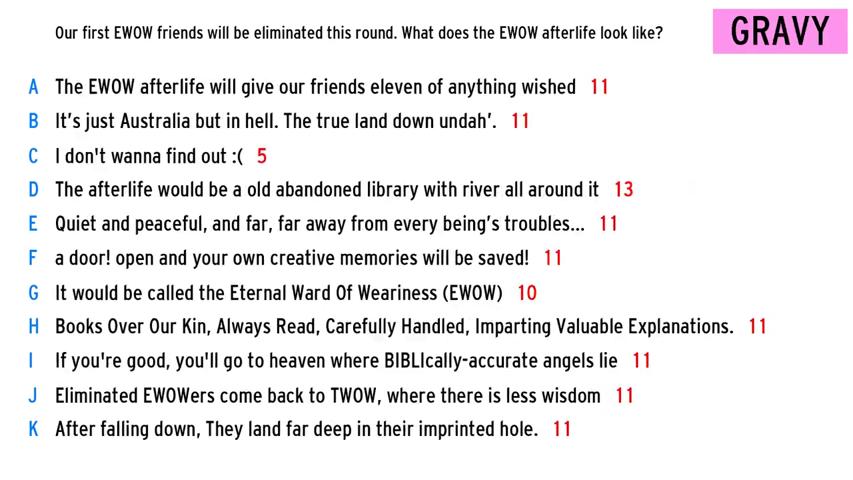 Our first EWOW friends will be eliminated this round. What does the EWOW afterlife look like?
GRAVY
A The EWOW afterlife will give our friends eleven of anything wished 11
B It’s just Australia but in hell. The true land down undah’. 11
C I don't wanna find out :( 5
D The afterlife would be a old abandoned library with river all around it 13
E Quiet and peaceful, and far, far away from every being’s troubles... 11
F a door! open and your own creative memories will be saved! 11
G It would be called the Eternal Ward Of Weariness (EWOW) 10
H Books Over Our Kin, Always Read, Carefully Handled, Imparting Valuable Explanations. 11
I If you're good, you'll go to heaven where BIBLIcally-accurate angels lie 11
J Eliminated EWOWers come back to TWOW, where there is less wisdom 11
K After falling down, They land far deep in their imprinted hole. 11